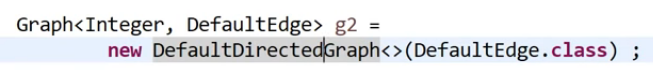 Graph<Integer, DefaultEdge> g2 =
new DefaultDirectedGraph<>(DefaultEdge.class) ;